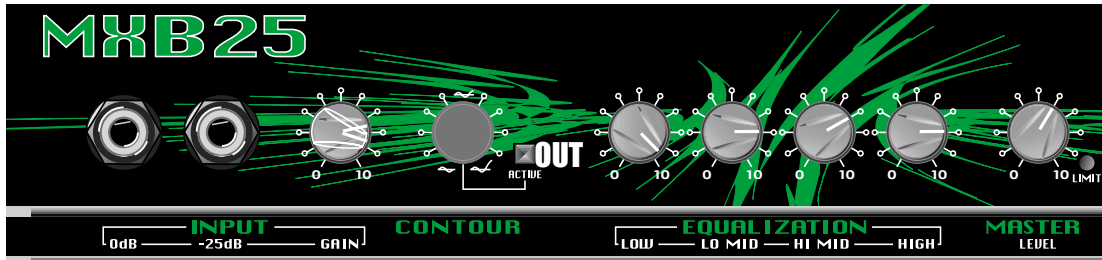 MXB25
OUT
ACTIVE
0 10
0 10
0 10
0 10
0 10
0 10
LIMIT
INPUT
CONTOUR
EQUALIZATION
MASTER
0dB -25dB GAIN
LOW LO MID HI MID HIGH
LEVEL